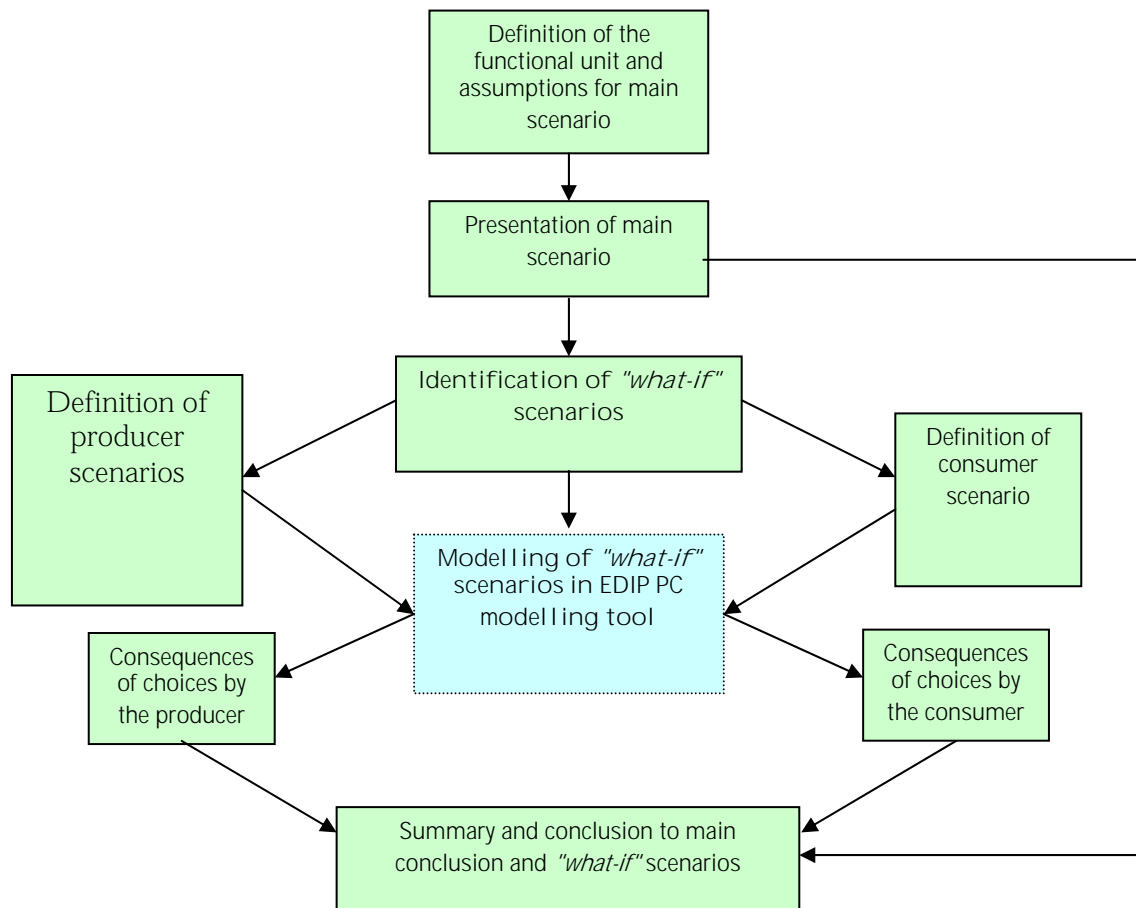 Definition of the
functional unit and
assumptions for main
scenario
Presentation of main
scenario
Identification of "what-if"
scenarios
Definition of
producer
scenarios
Definition of
consumer
scenario
Modelling of "what-if"
scenarios in EDIP PC
modelling tool
Consequences
of choices by
the producer
Consequences
of choices by
the consumer
Summary and conclusion to main
conclusion and "what-if" scenarios